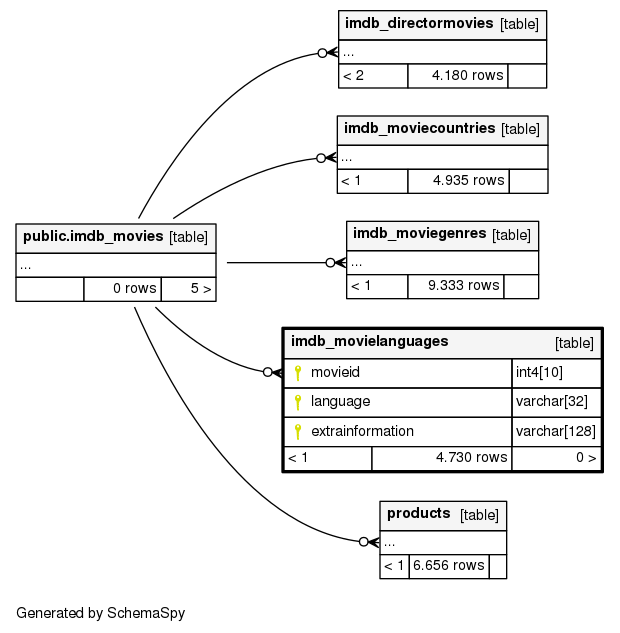 imdb_directormovies [table]
...
< 2 4.180 rows
imdb_moviecountries [table]
...
< 1 4.935 rows
public.imdb_movies [table]
...
0 rows 5 >
imdb_moviegenres [table]
...
< 1 9.333 rows
imdb_movielanguages [table]
movieid int4[10]
language varchar[32]
extrainformation varchar[128]
< 1 4.730 rows 0 >
products [table]
...
< 1 6.656 rows
Generated by SchemaSpy